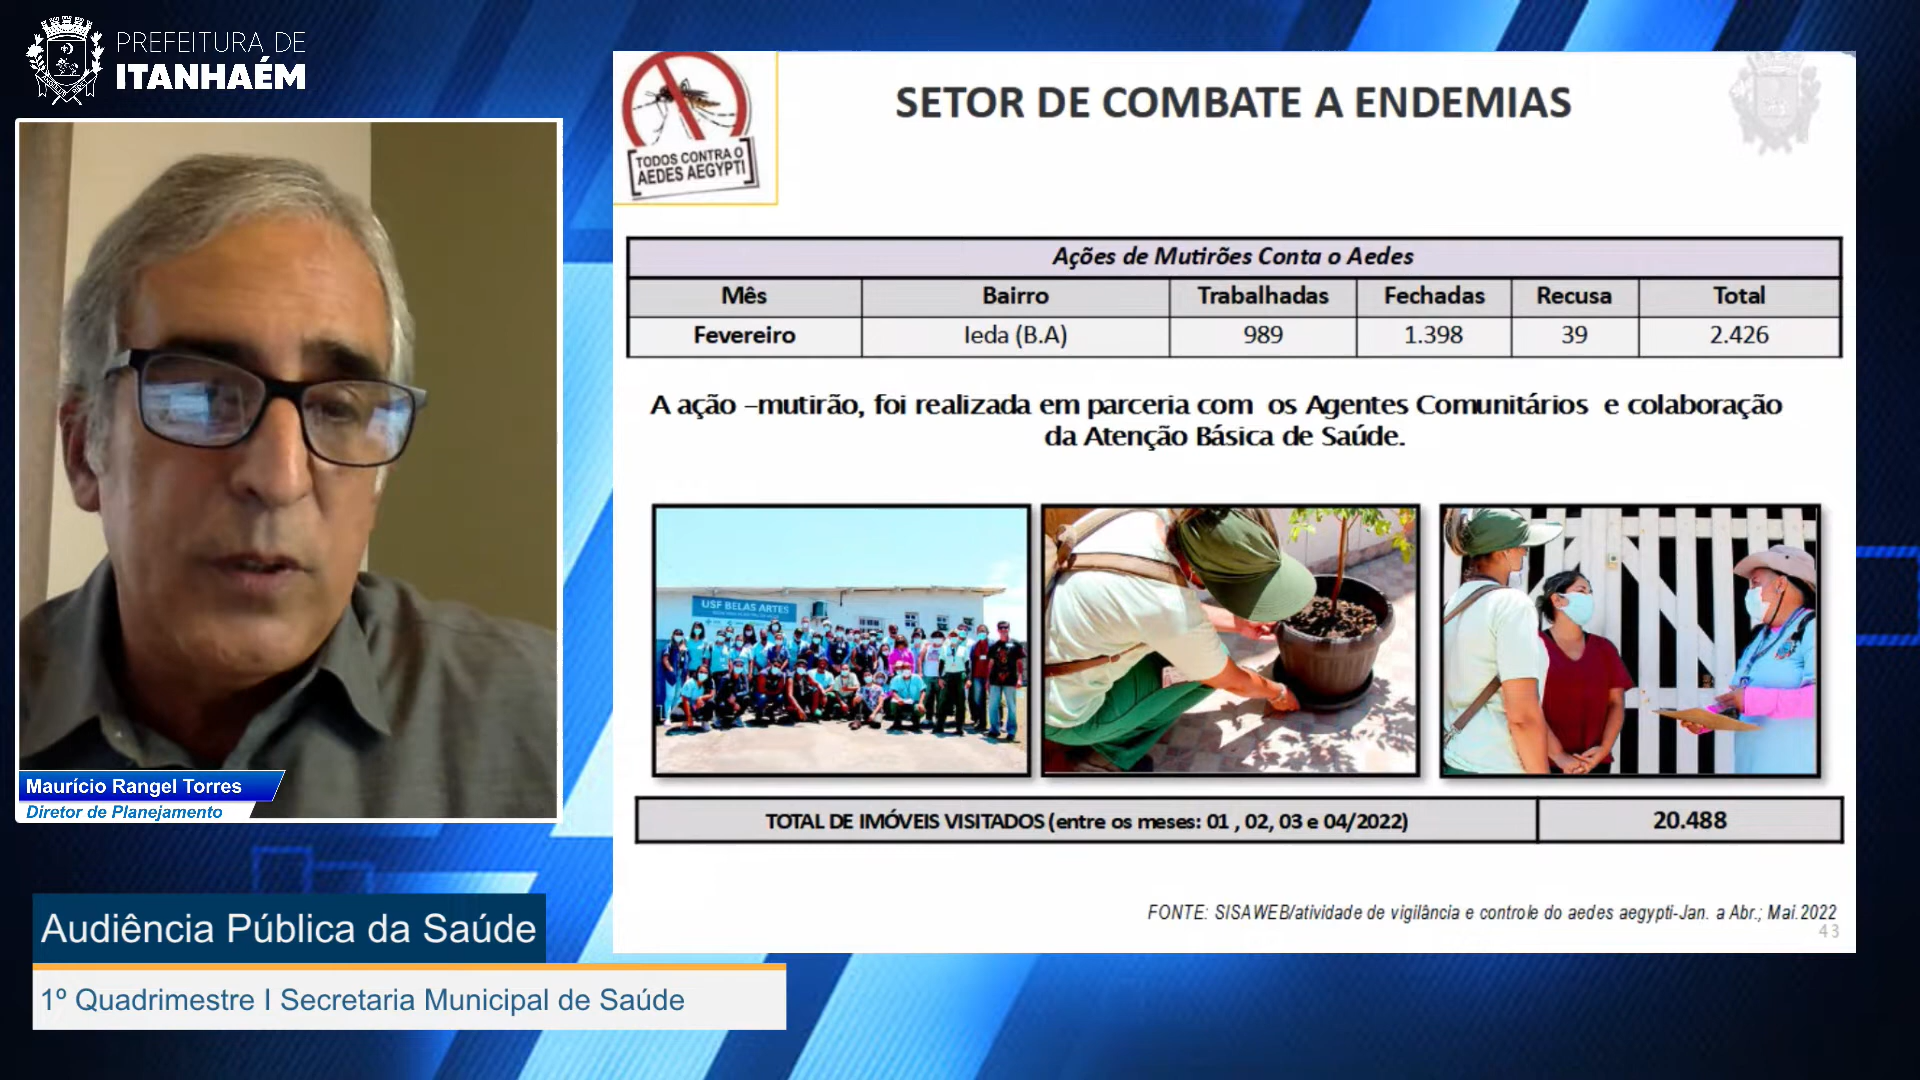 PREFEITURA DE
ITANHAÉM
TODOS CONTRA O
AEDES AEGYPTI
SETOR DE COMBATE A ENDEMIAS
Ações de Mutirões Conta o Aedes
Mês Bairro Trabalhadas Fechadas Recusa Total
Fevereiro Ieda (B.A) 989 1.398 39 2.426
A ação –mutirão, foi realizada em parceria com os Agentes Comunitários e colaboração
da Atenção Básica de Saúde.
USF BELAS ARTES
TOTAL DE IMÓVEIS VISITADOS (entre os meses: 01 , 02, 03 e 04/2022) 20.488
FONTE: SISAWEB/atividade de vigilância e controle do aedes aegypti-Jan. a Abr.; Mai.2022
43
Maurício Rangel Torres
Diretor de Planejamento
Audiência Pública da Saúde
1º Quadrimestre I Secretaria Municipal de Saúde